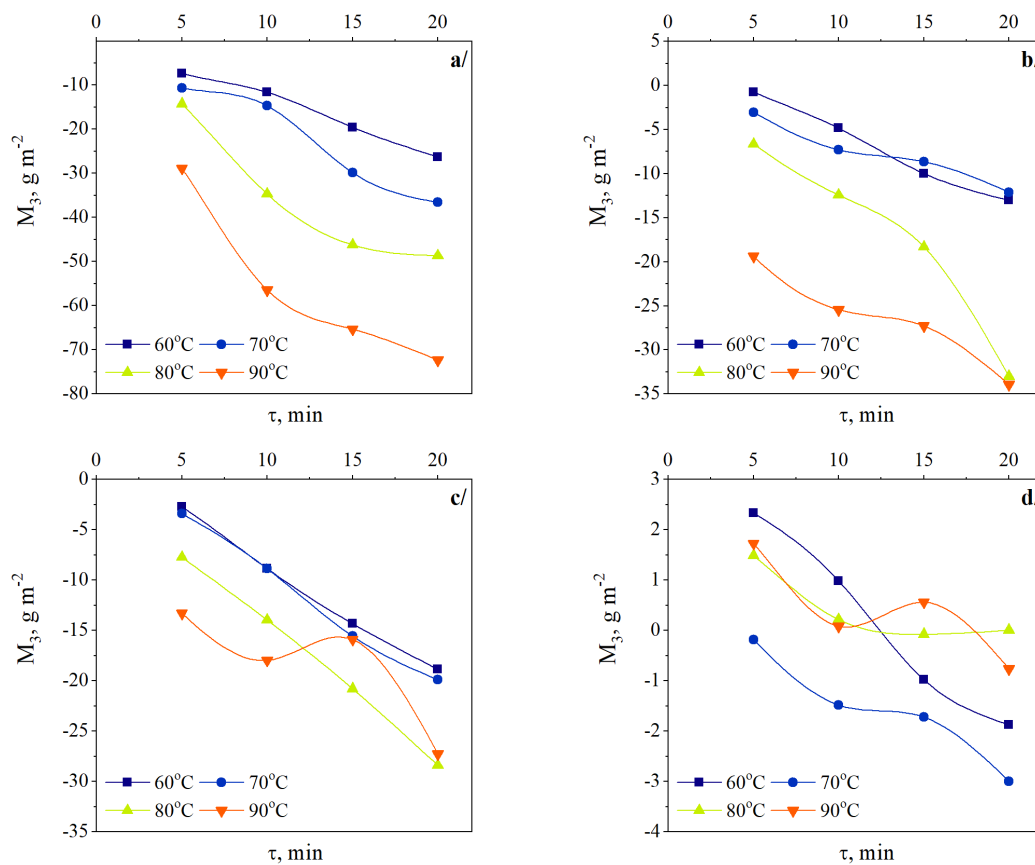 0 5 10 15 20
a/
-10
-20
-30
-40
-50
-60
-70
-80
M₃, g m⁻²
60°C 70°C
80°C 90°C
τ, min
0 5 10 15 20
b/
5
0
-5
-10
-15
-20
-25
-30
-35
M₃, g m⁻²
60°C 70°C
80°C 90°C
τ, min
0 5 10 15 20
c/
0
-5
-10
-15
-20
-25
-30
-35
M₃, g m⁻²
60°C 70°C
80°C 90°C
τ, min
0 5 10 15 20
d/
3
2
1
0
-1
-2
-3
-4
M₃, g m⁻²
60°C 70°C
80°C 90°C
τ, min